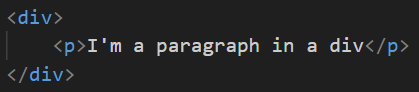 <div>
    <p>I'm a paragraph in a div</p>
</div>